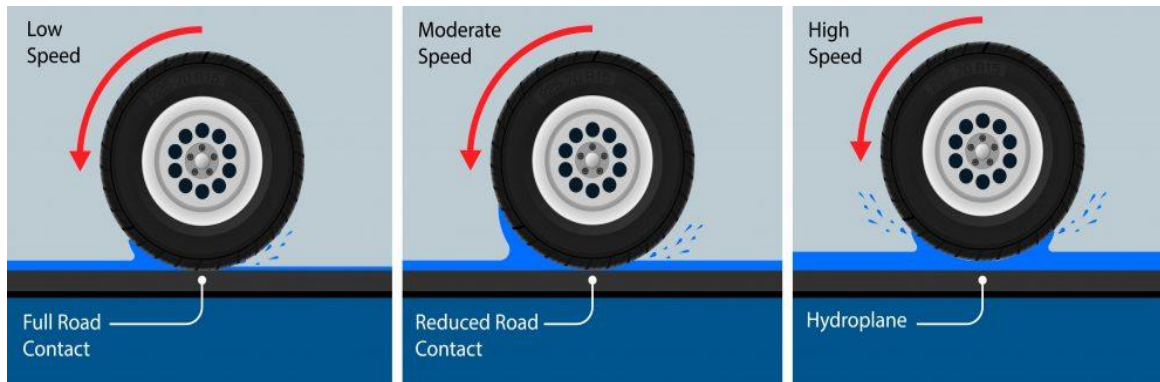 Low
Speed
Full Road
Contact
Moderate
Speed
Reduced Road
Contact
High
Speed
Hydroplane